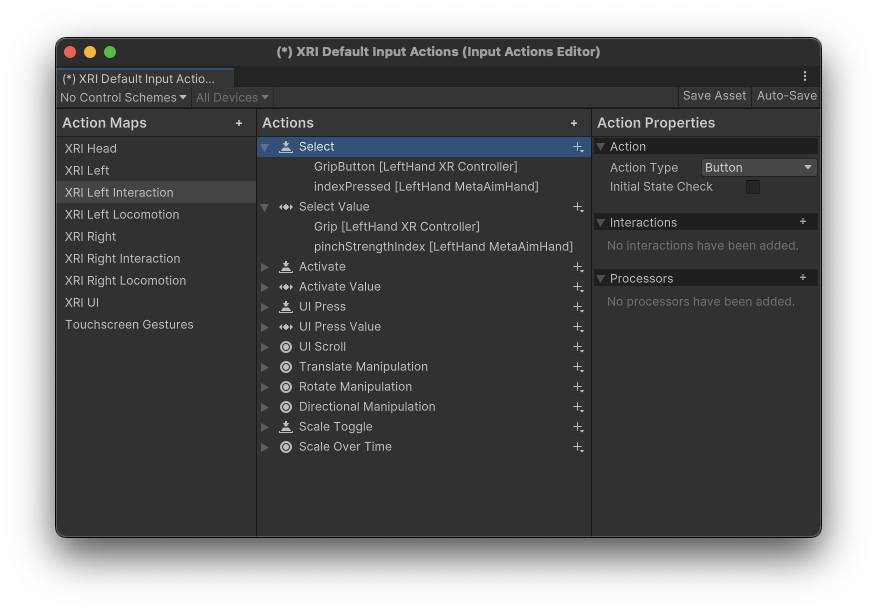 (*) XRI Default Input Actions (Input Actions Editor)
(*) XRI Default Input Actio...
No Control Schemes
All Devices
Save Asset
Auto-Save
Action Maps
+
XRI Head
XRI Left
XRI Left Interaction
XRI Left Locomotion
XRI Right
XRI Right Interaction
XRI Right Locomotion
XRI UI
Touchscreen Gestures
Actions
+
Select
GripButton [LeftHand XR Controller]
indexPressed [LeftHand MetaAimHand]
Select Value
Grip [LeftHand XR Controller]
pinchStrengthIndex [LeftHand MetaAimHand]
Activate
Activate Value
UI Press
UI Press Value
UI Scroll
Translate Manipulation
Rotate Manipulation
Directional Manipulation
Scale Toggle
Scale Over Time
Action Properties
Action
Action Type
Button
Initial State Check
Interactions
+
No interactions have been added.
Processors
+
No processors have been added.